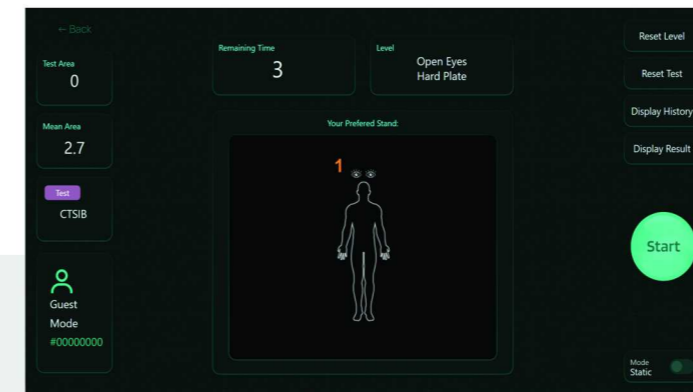 ← Back
Test Area
0
Mean Area
2.7
Test
CTSIB
Guest
Mode
#00000000
Remaining Time
3
Level
Open Eyes
Hard Plate
Your Prefered Stand:
1
Reset Level
Reset Test
Display History
Display Result
Start
Mode
Static